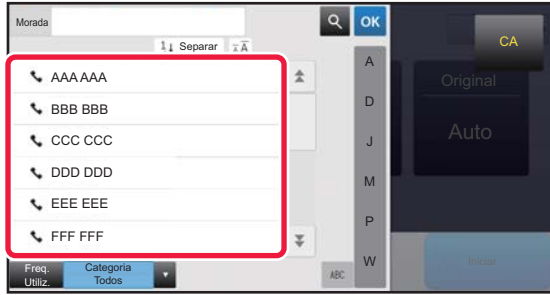 Morada
OK
CA
1 Separar A
AAA AAA
BBB BBB
CCC CCC
DDD DDD
EEE EEE
FFF FFF
A
D
J
M
P
W
Original
Auto
Freq. Utiliz.
Categoria Todos
ABC
Iniciar